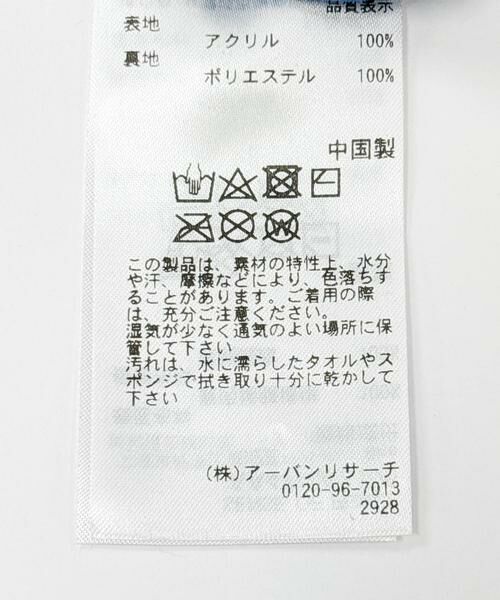 品質表示
表地
アクリル 100%
裏地
ポリエステル 100%
中国製
この製品は、素材の特性上、水分
や汗、摩擦などにより、色落ちす
ることがあります。ご着用の際
は、充分ご注意ください。
湿気が少なく通気のよい場所に保
管して下さい
汚れは、水に濡らしたタオルやス
ポンジで拭き取り十分に乾かして
下さい
(株)アーバンリサーチ
0120-96-7013
2928